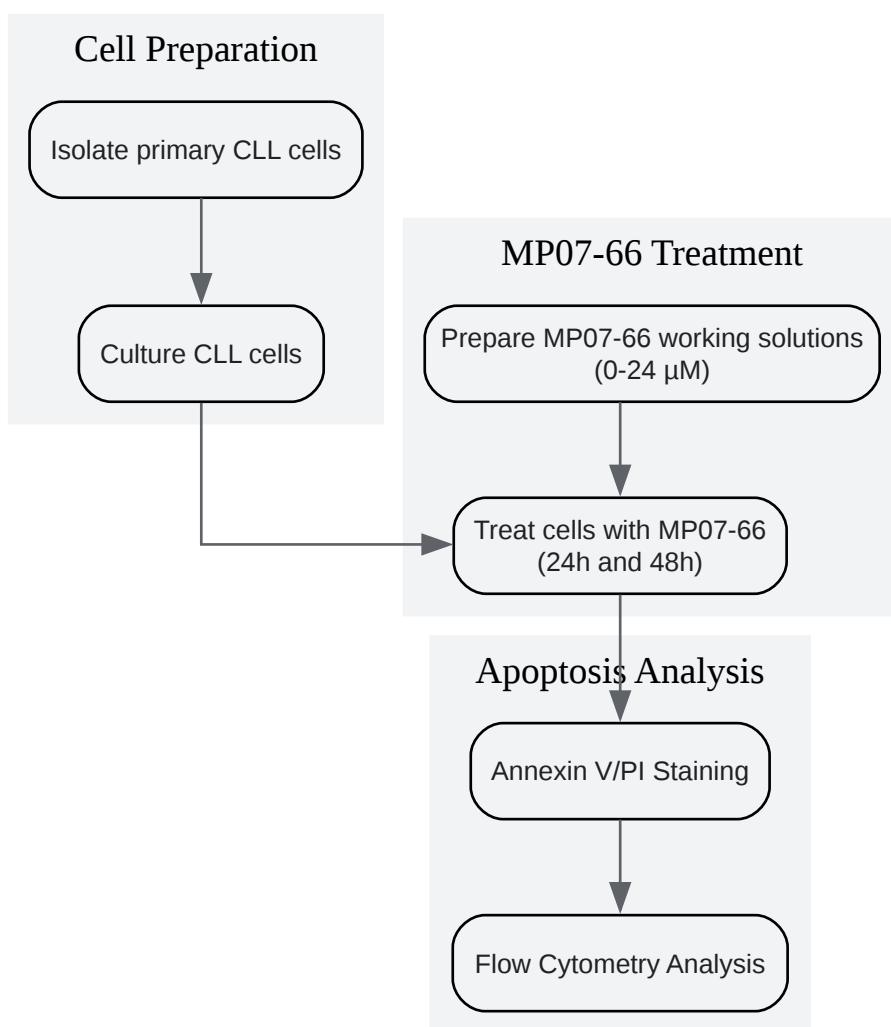 Cell Preparation
Isolate primary CLL cells
Culture CLL cells
MP07-66 Treatment
Prepare MP07-66 working solutions
(0-24 µM)
Treat cells with MP07-66
(24h and 48h)
Apoptosis Analysis
Annexin V/PI Staining
Flow Cytometry Analysis